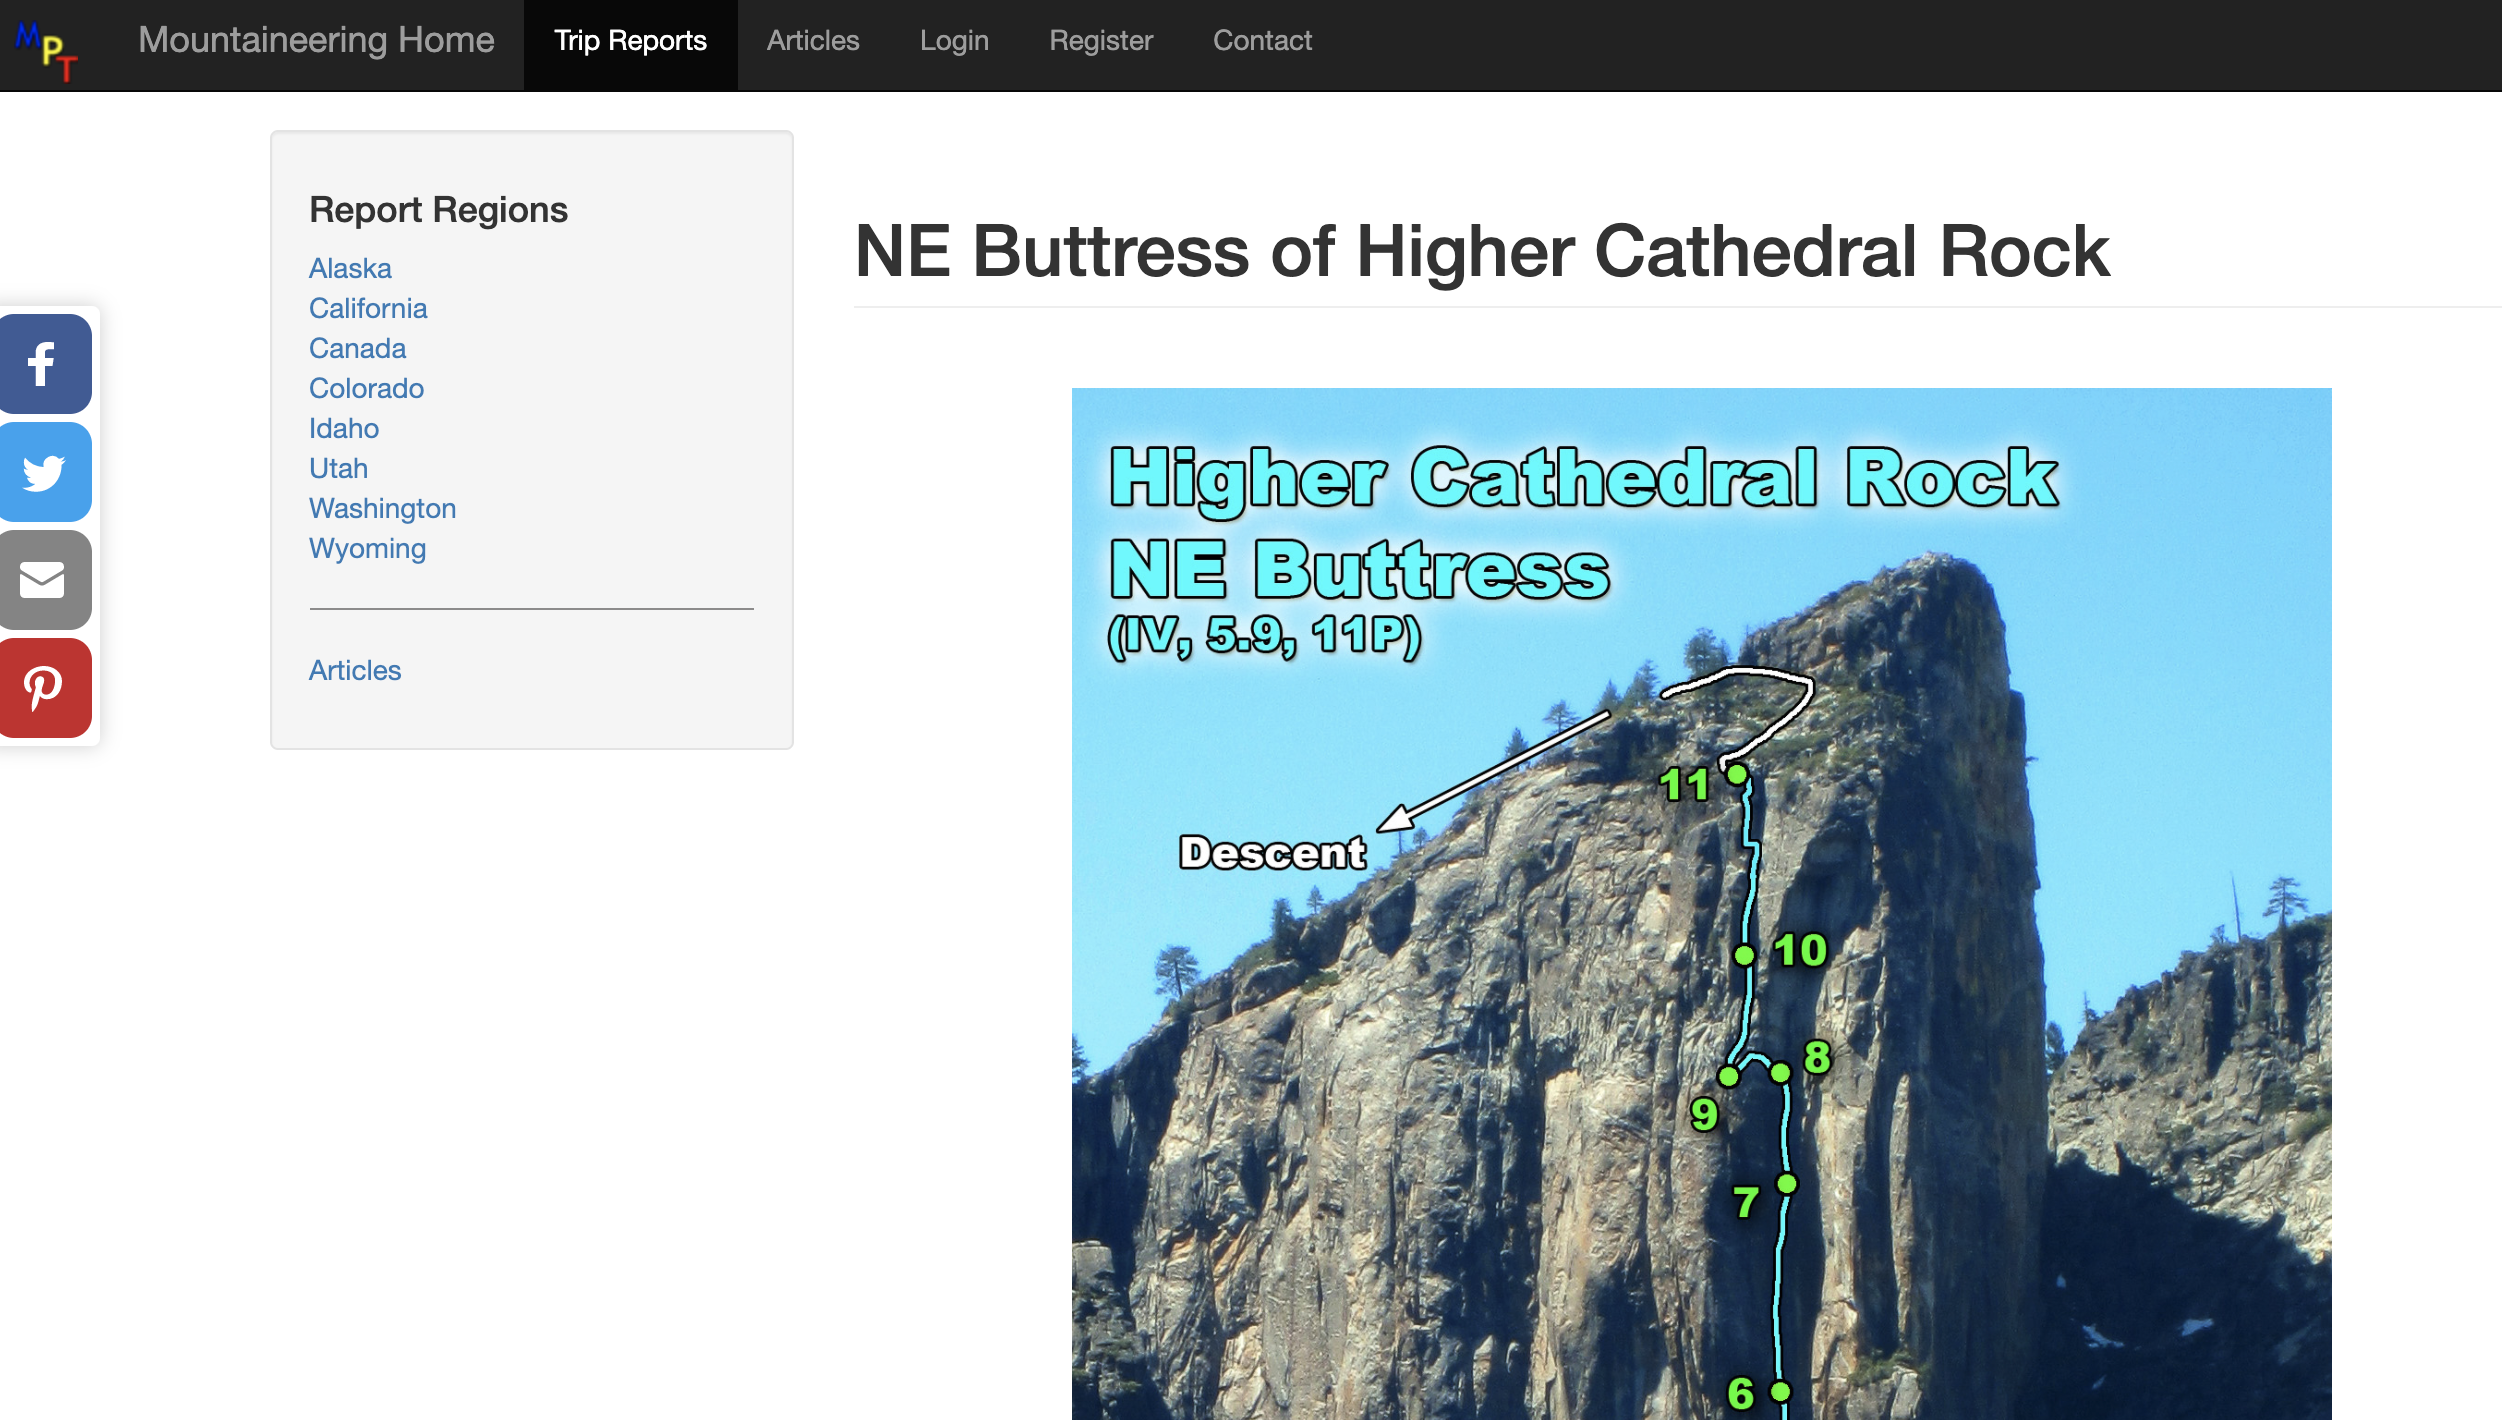 MPT
Mountaineering Home
Trip Reports
Articles
Login
Register
Contact
Report Regions
Alaska
California
Canada
Colorado
Idaho
Utah
Washington
Wyoming
Articles
NE Buttress of Higher Cathedral Rock
Higher Cathedral Rock
NE Buttress
(IV, 5.9, 11P)
11
Descent
10
8
9
7
6